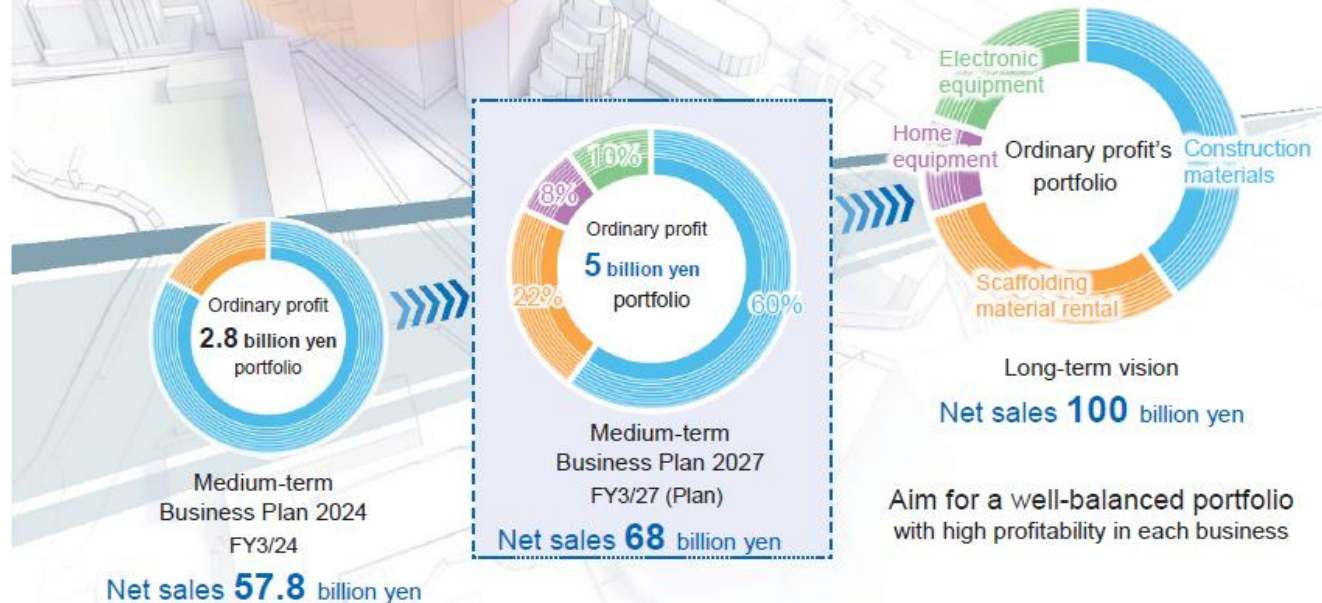 Ordinary profit
2.8 billion yen
portfolio
Medium-term
Business Plan 2024
FY3/24
Net sales 57.8 billion yen
10%
8%
22%
60%
Ordinary profit
5 billion yen
portfolio
Medium-term
Business Plan 2027
FY3/27 (Plan)
Net sales 68 billion yen
Electronic
equipment
Home
equipment
Ordinary profit's
portfolio
Construction
materials
Scaffolding
material rental
Long-term vision
Net sales 100 billion yen
Aim for a well-balanced portfolio
with high profitability in each business